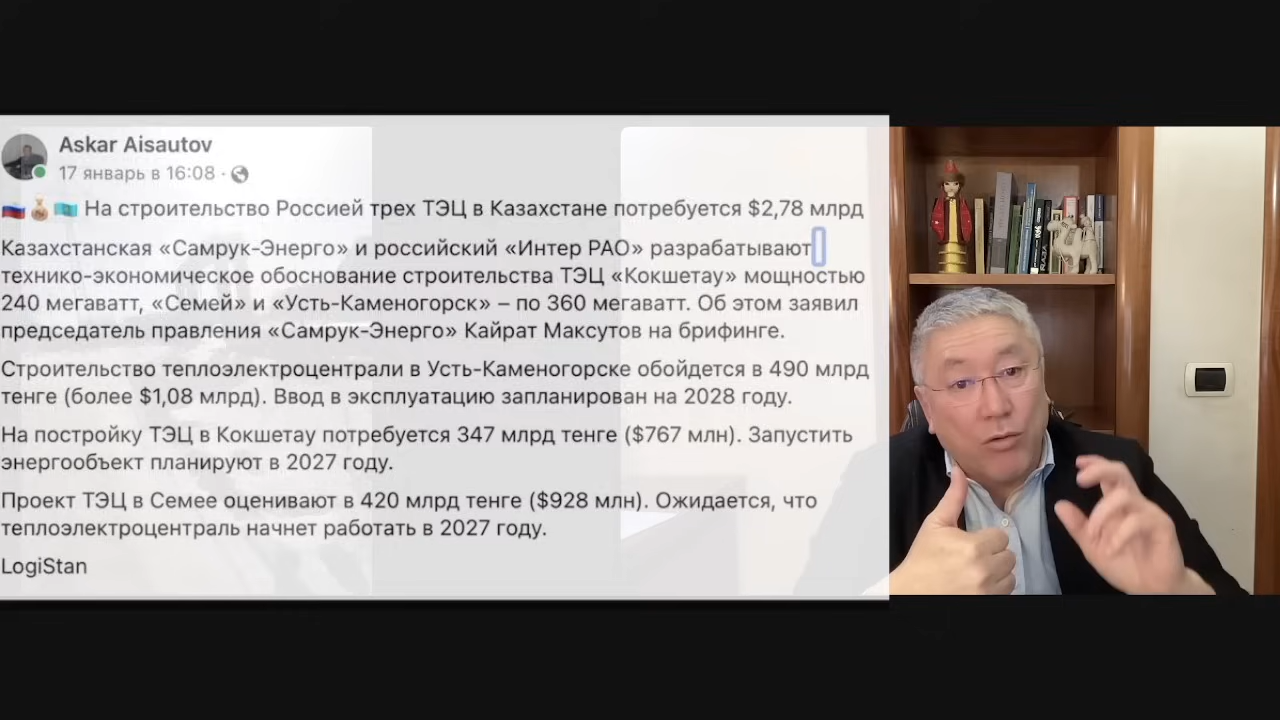 Askar Aisautov
17 январь в 16:08 ·
🇷🇺💰🇰🇿 На строительство Россией трех ТЭЦ в Казахстане потребуется $2,78 млрд
Казахстанская «Самрук-Энерго» и российский «Интер РАО» разрабатывают
технико-экономическое обоснование строительства ТЭЦ «Кокшетау» мощностью
240 мегаватт, «Семей» и «Усть-Каменогорск» – по 360 мегаватт. Об этом заявил
председатель правления «Самрук-Энерго» Кайрат Максутов на брифинге.
Строительство теплоэлектроцентрали в Усть-Каменогорске обойдется в 490 млрд
тенге (более $1,08 млрд). Ввод в эксплуатацию запланирован на 2028 году.
На постройку ТЭЦ в Кокшетау потребуется 347 млрд тенге ($767 млн). Запустить
энергообъект планируют в 2027 году.
Проект ТЭЦ в Семее оценивают в 420 млрд тенге ($928 млн). Ожидается, что
теплоэлектроцентраль начнет работать в 2027 году.
LogiStan